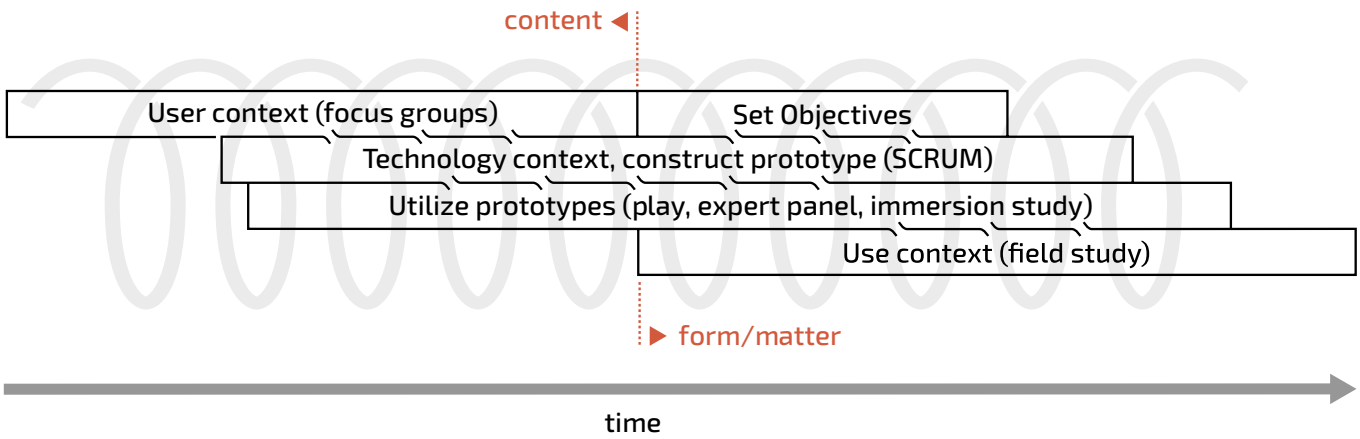 content
User context (focus groups)
Set Objectives
Technology context, construct prototype (SCRUM)
Utilize prototypes (play, expert panel, immersion study)
Use context (field study)
form/matter
time